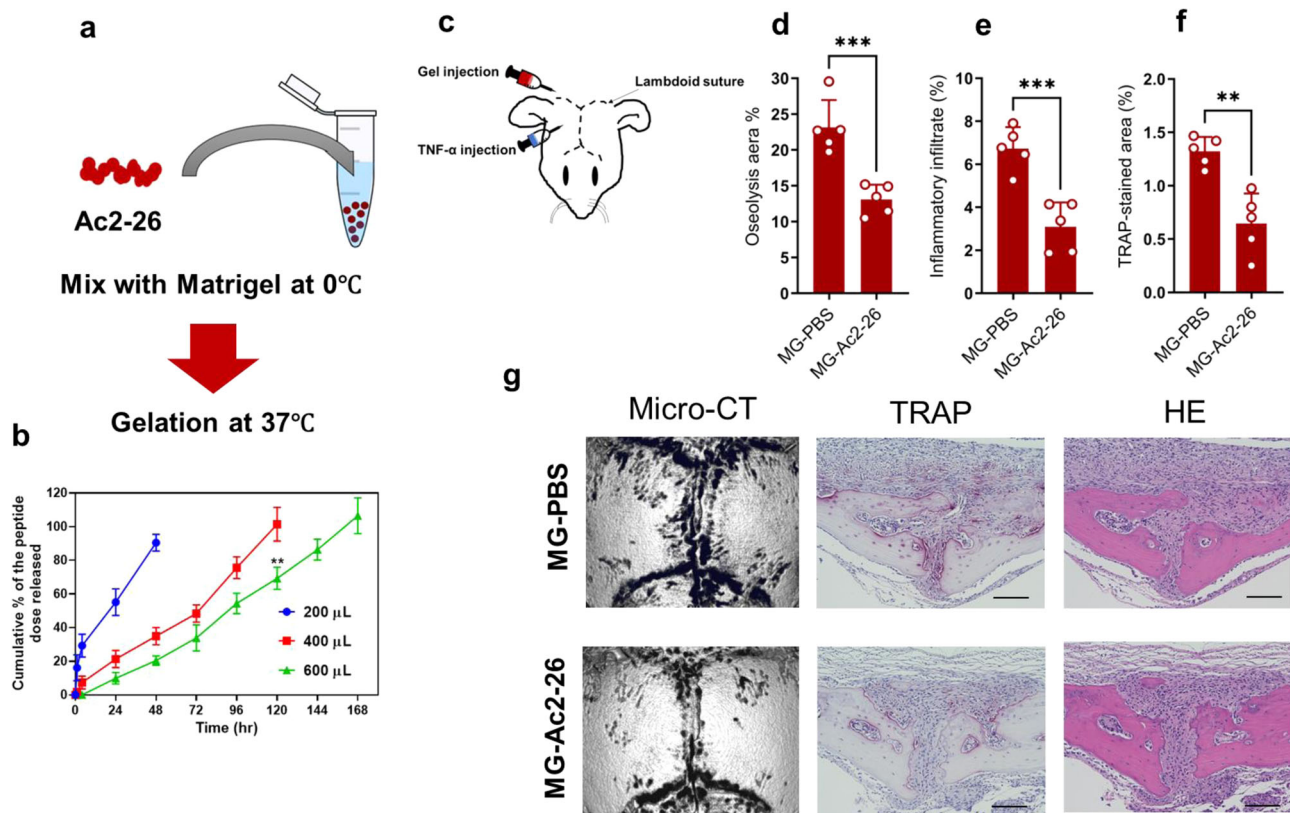 a
Ac2-26
Mix with Matrigel at 0℃
Gelation at 37℃
b
Cumulative % of the peptide
dose released
120
100
80
60
40
20
0
0 24 48 72 96 120 144 168
Time (hr)
**
200 μL
400 μL
600 μL
c
Gel injection
Lambdoid suture
TNF-α injection
d
***
Oseolysis aera %
30
25
20
15
10
5
0
MG-PBS
MG-Ac2-26
e
***
Inflammatory infiltrate (%)
10
8
6
4
2
0
MG-PBS
MG-Ac2-26
f
**
TRAP-stained area (%)
2.0
1.5
1.0
0.5
0.0
MG-PBS
MG-Ac2-26
g
Micro-CT TRAP HE
MG-PBS
MG-Ac2-26